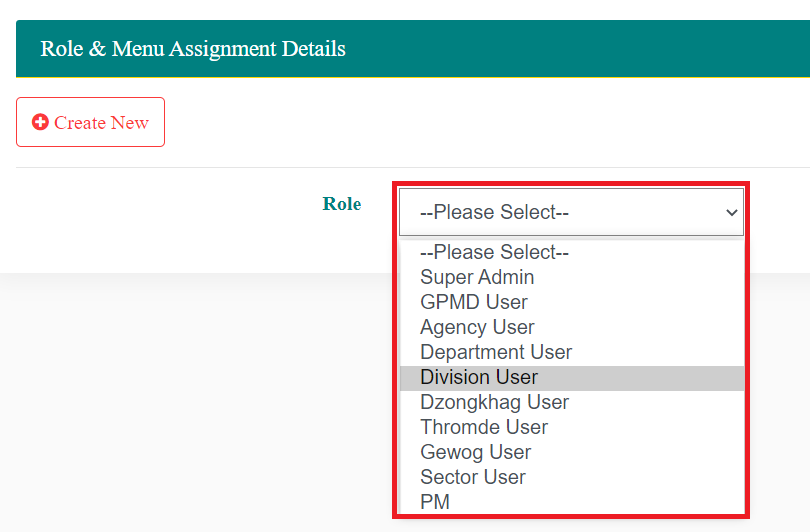 Role & Menu Assignment Details
Create New
Role
--Please Select--
--Please Select--
Super Admin
GPMD User
Agency User
Department User
Division User
Dzongkhag User
Thromde User
Gewog User
Sector User
PM